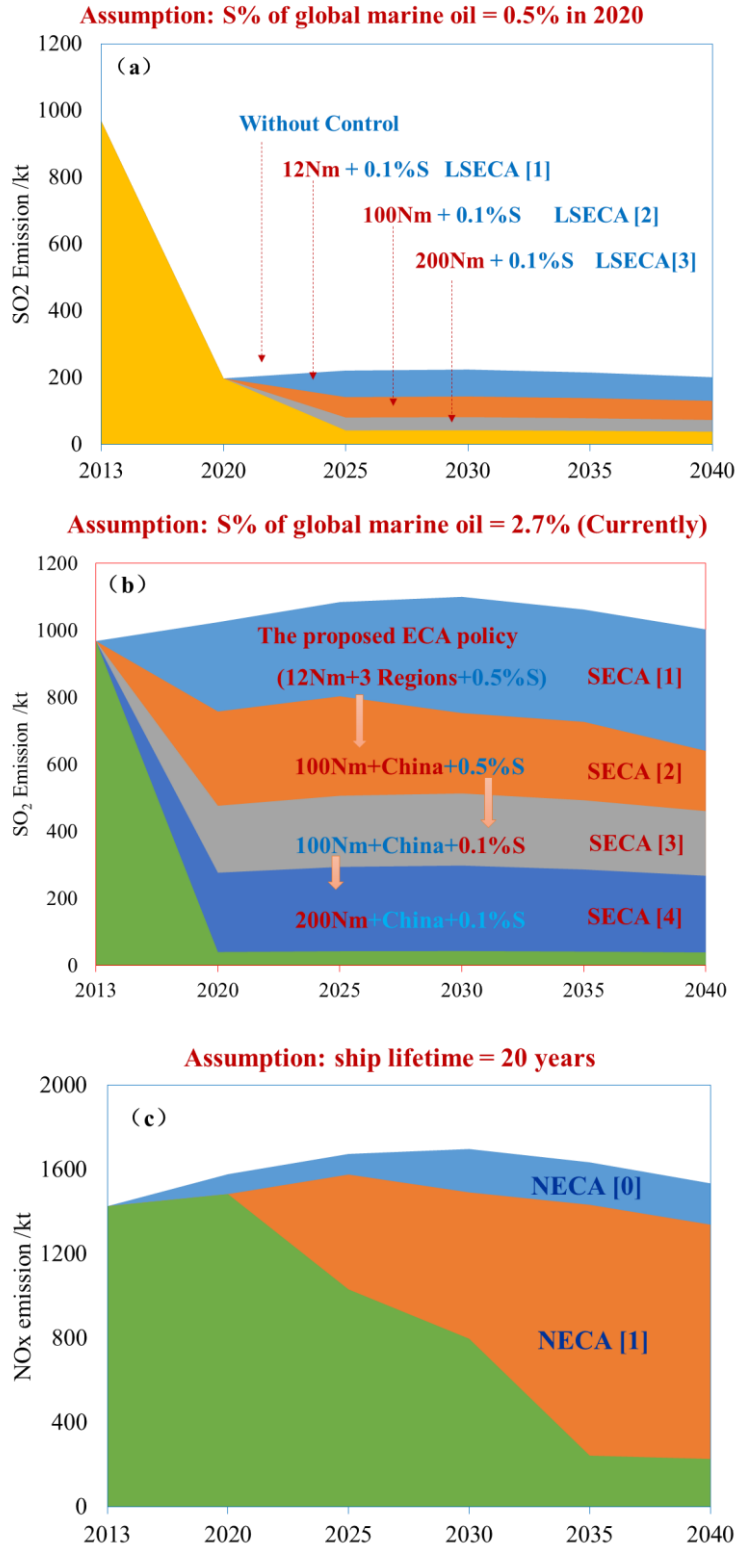 Assumption: S% of global marine oil = 0.5% in 2020
1200
（a）
1000
Without Control
800
12Nm + 0.1%S LSECA [1]
100Nm + 0.1%S LSECA [2]
600
200Nm + 0.1%S LSECA[3]
400
200
0
SO2 Emission /kt
2013 2020 2025 2030 2035 2040
Assumption: S% of global marine oil = 2.7% (Currently)
1200
（b）
1000
The proposed ECA policy
(12Nm+3 Regions+0.5%S) SECA [1]
800
100Nm+China+0.5%S SECA [2]
600
400
100Nm+China+0.1%S SECA [3]
200
200Nm+China+0.1%S SECA [4]
0
SO₂ Emission /kt
2013 2020 2025 2030 2035 2040
Assumption: ship lifetime = 20 years
2000
（c）
1600
NECA [0]
1200
800
NECA [1]
400
0
NOx emission /kt
2013 2020 2025 2030 2035 2040